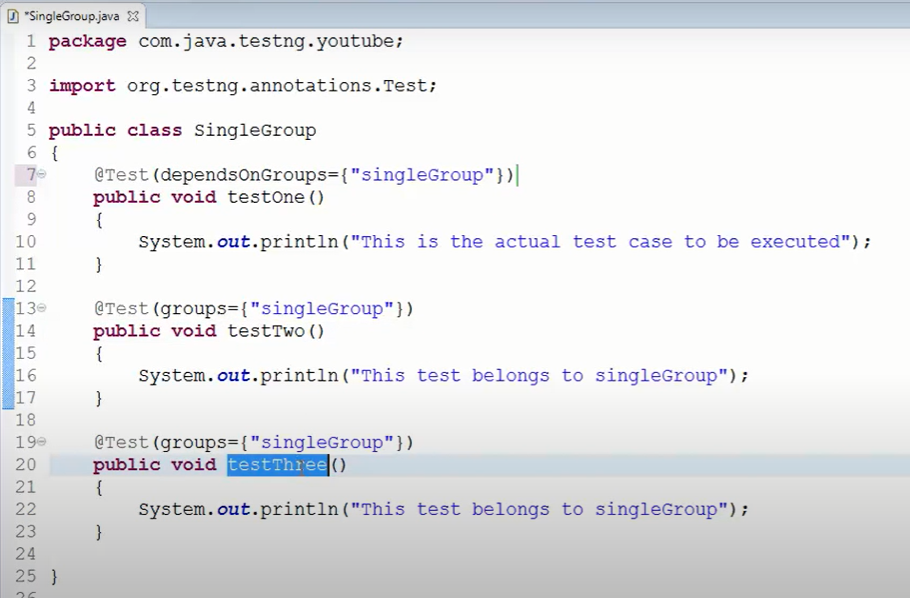 *SingleGroup.java
1 package com.java.testng.youtube;
2
3 import org.testng.annotations.Test;
4
5 public class SingleGroup
6 {
7 @Test(dependsOnGroups={"singleGroup"})
8 public void testOne()
9 {
10 System.out.println("This is the actual test case to be executed");
11 }
12
13 @Test(groups={"singleGroup"})
14 public void testTwo()
15 {
16 System.out.println("This test belongs to singleGroup");
17 }
18
19 @Test(groups={"singleGroup"})
20 public void testThree()
21 {
22 System.out.println("This test belongs to singleGroup");
23 }
24
25 }
26